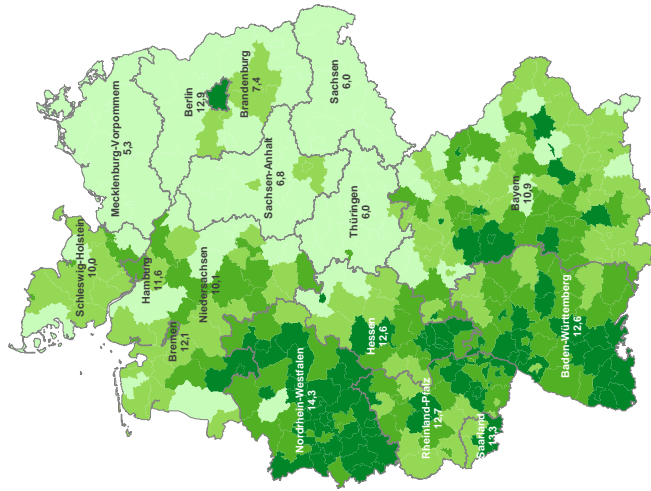 Schleswig-Holstein
10,0
Mecklenburg-Vorpommern
5,3
Hamburg
11,6
Bremen
12,1
Niedersachsen
10,1
Berlin
12,9
Brandenburg
7,4
Sachsen-Anhalt
6,8
Sachsen
6,0
Thüringen
6,0
Nordrhein-Westfalen
14,3
Hessen
12,6
Rheinland-Pfalz
12,7
Saarland
13,3
Bayern
10,9
Baden-Württemberg
12,6